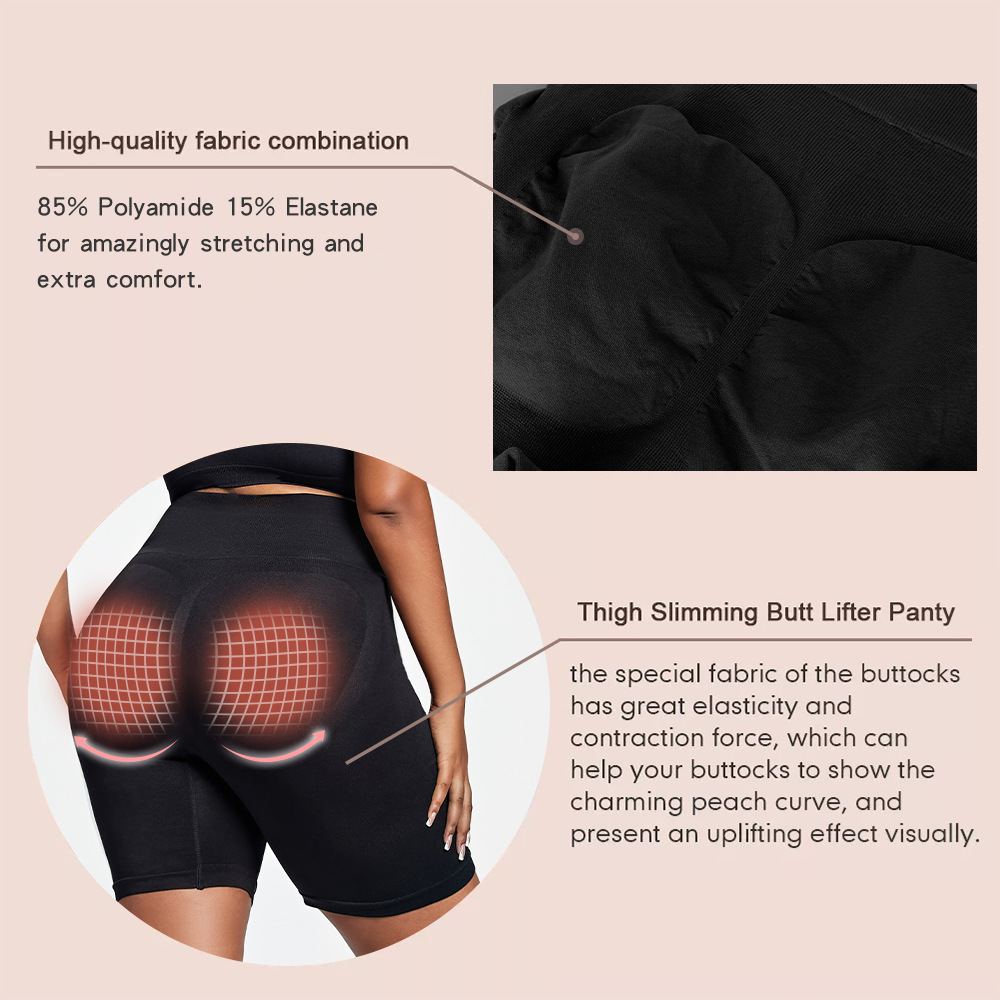 High-quality fabric combination
85% Polyamide 15% Elastane
for amazingly stretching and
extra comfort.
Thigh Slimming Butt Lifter Panty
the special fabric of the buttocks
has great elasticity and
contraction force, which can
help your buttocks to show the
charming peach curve, and
present an uplifting effect visually.